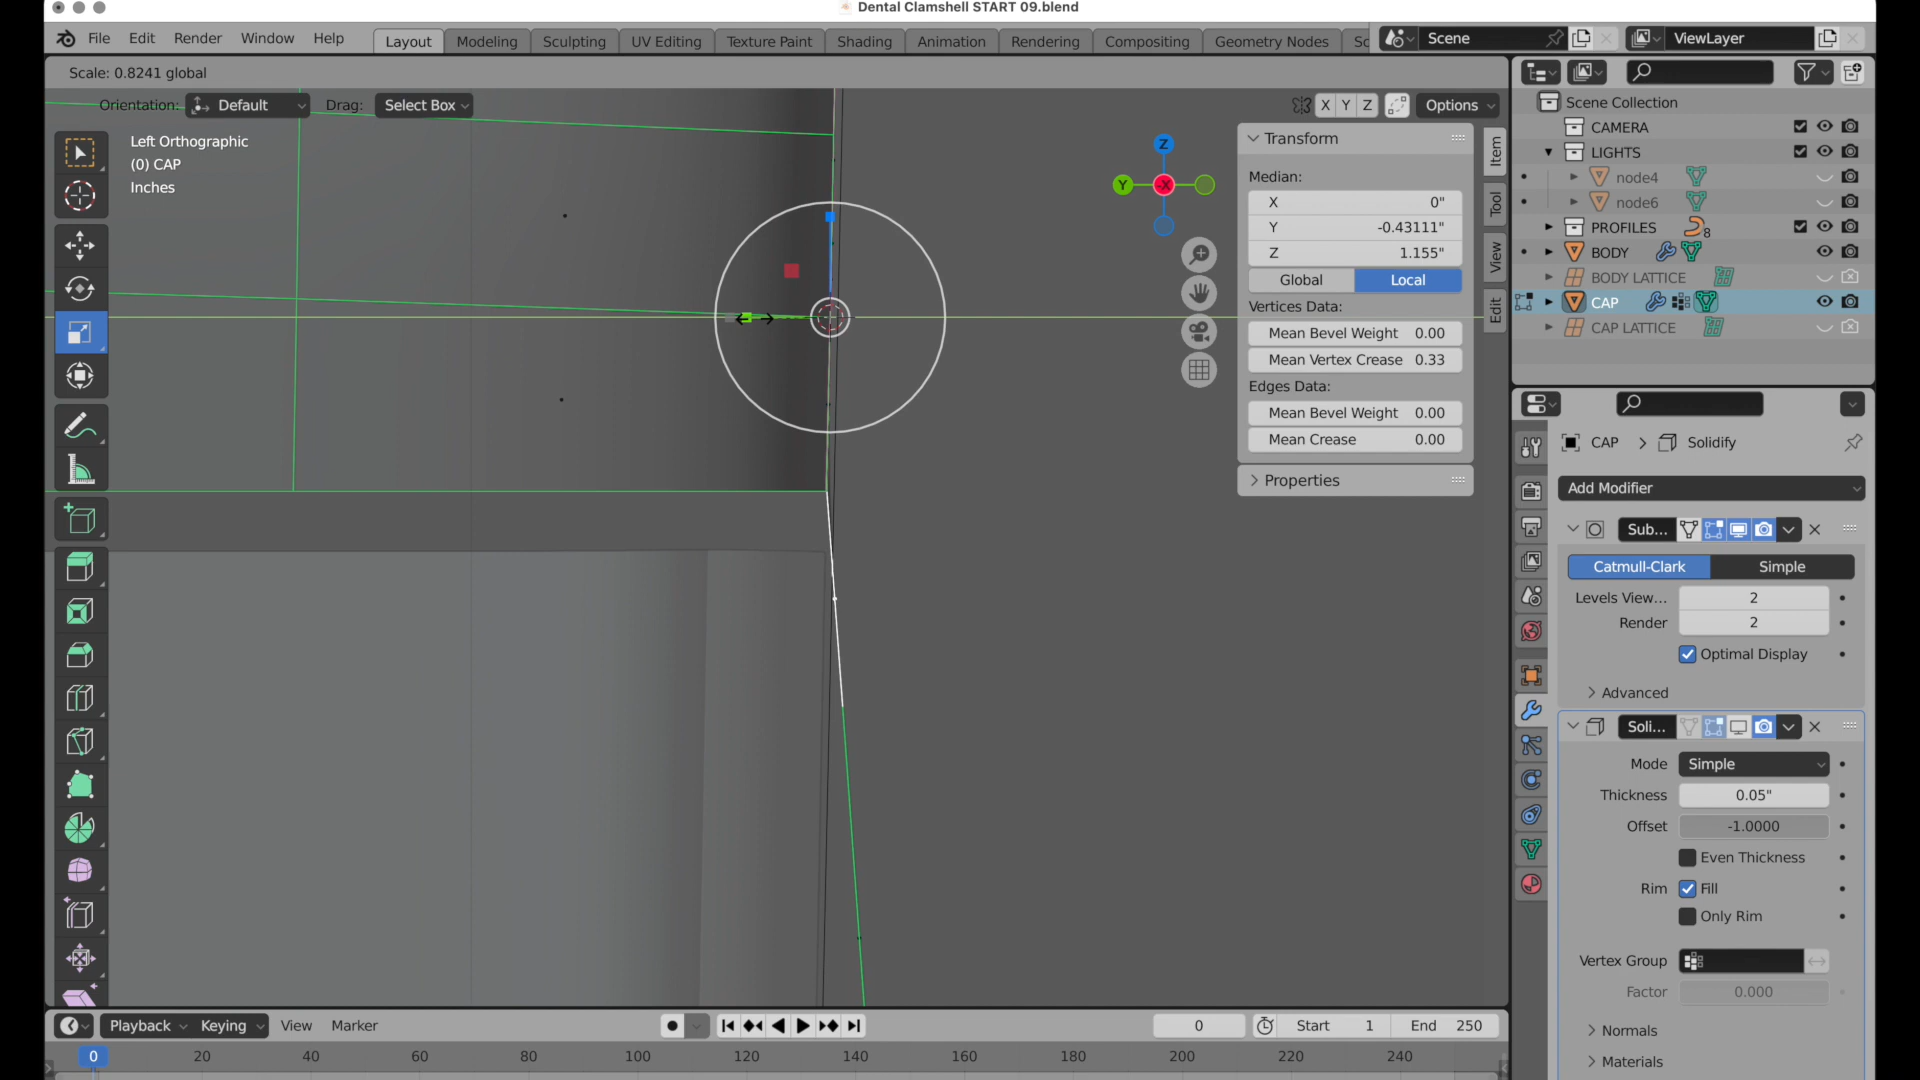 Dental Clamshell START 09.blend
File Edit Render Window Help Layout Modeling Sculpting UV Editing Texture Paint Shading Animation Rendering Compositing Geometry Nodes Sc Scene ViewLayer
Scale: 0.8241 global
Orientation: Default Drag: Select Box X Y Z Options
Left Orthographic
(0) CAP
Inches
Z
Y
-X
Transform
Median:
X 0"
Y -0.43111"
Z 1.155"
Global Local
Vertices Data:
Mean Bevel Weight 0.00
Mean Vertex Crease 0.33
Edges Data:
Mean Bevel Weight 0.00
Mean Crease 0.00
Properties
Item
Tool
View
Edit
Scene Collection
CAMERA
LIGHTS
node4
node6
PROFILES 8
BODY
BODY LATTICE
CAP
CAP LATTICE
CAP Solidify
Add Modifier
Sub...
Catmull-Clark Simple
Levels View... 2
Render 2
Optimal Display
Advanced
Soli...
Mode Simple
Thickness 0.05"
Offset -1.0000
Even Thickness
Rim Fill
Only Rim
Vertex Group
Factor 0.000
Normals
Materials
Playback Keying View Marker 0 Start 1 End 250
0 20 40 60 80 100 120 140 160 180 200 220 240